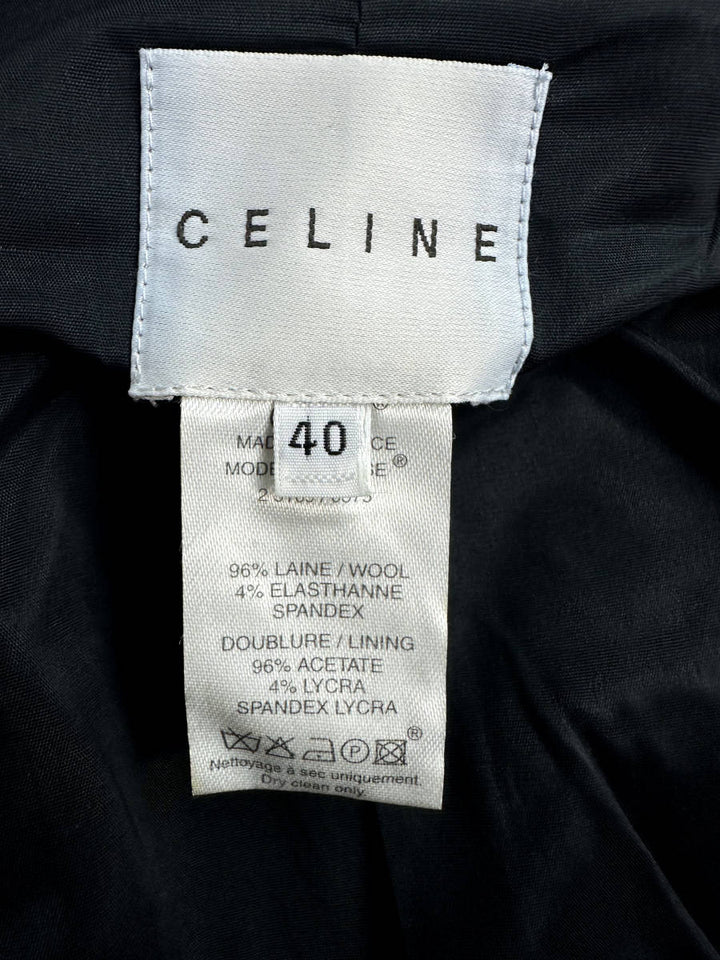 CELINE
40
96% LAINE / WOOL
4% ELASTHANNE
SPANDEX
DOUBLURE / LINING
96% ACETATE
4% LYCRA
SPANDEX LYCRA
P
®
Nettoyage à sec uniquement.
Dry clean only.